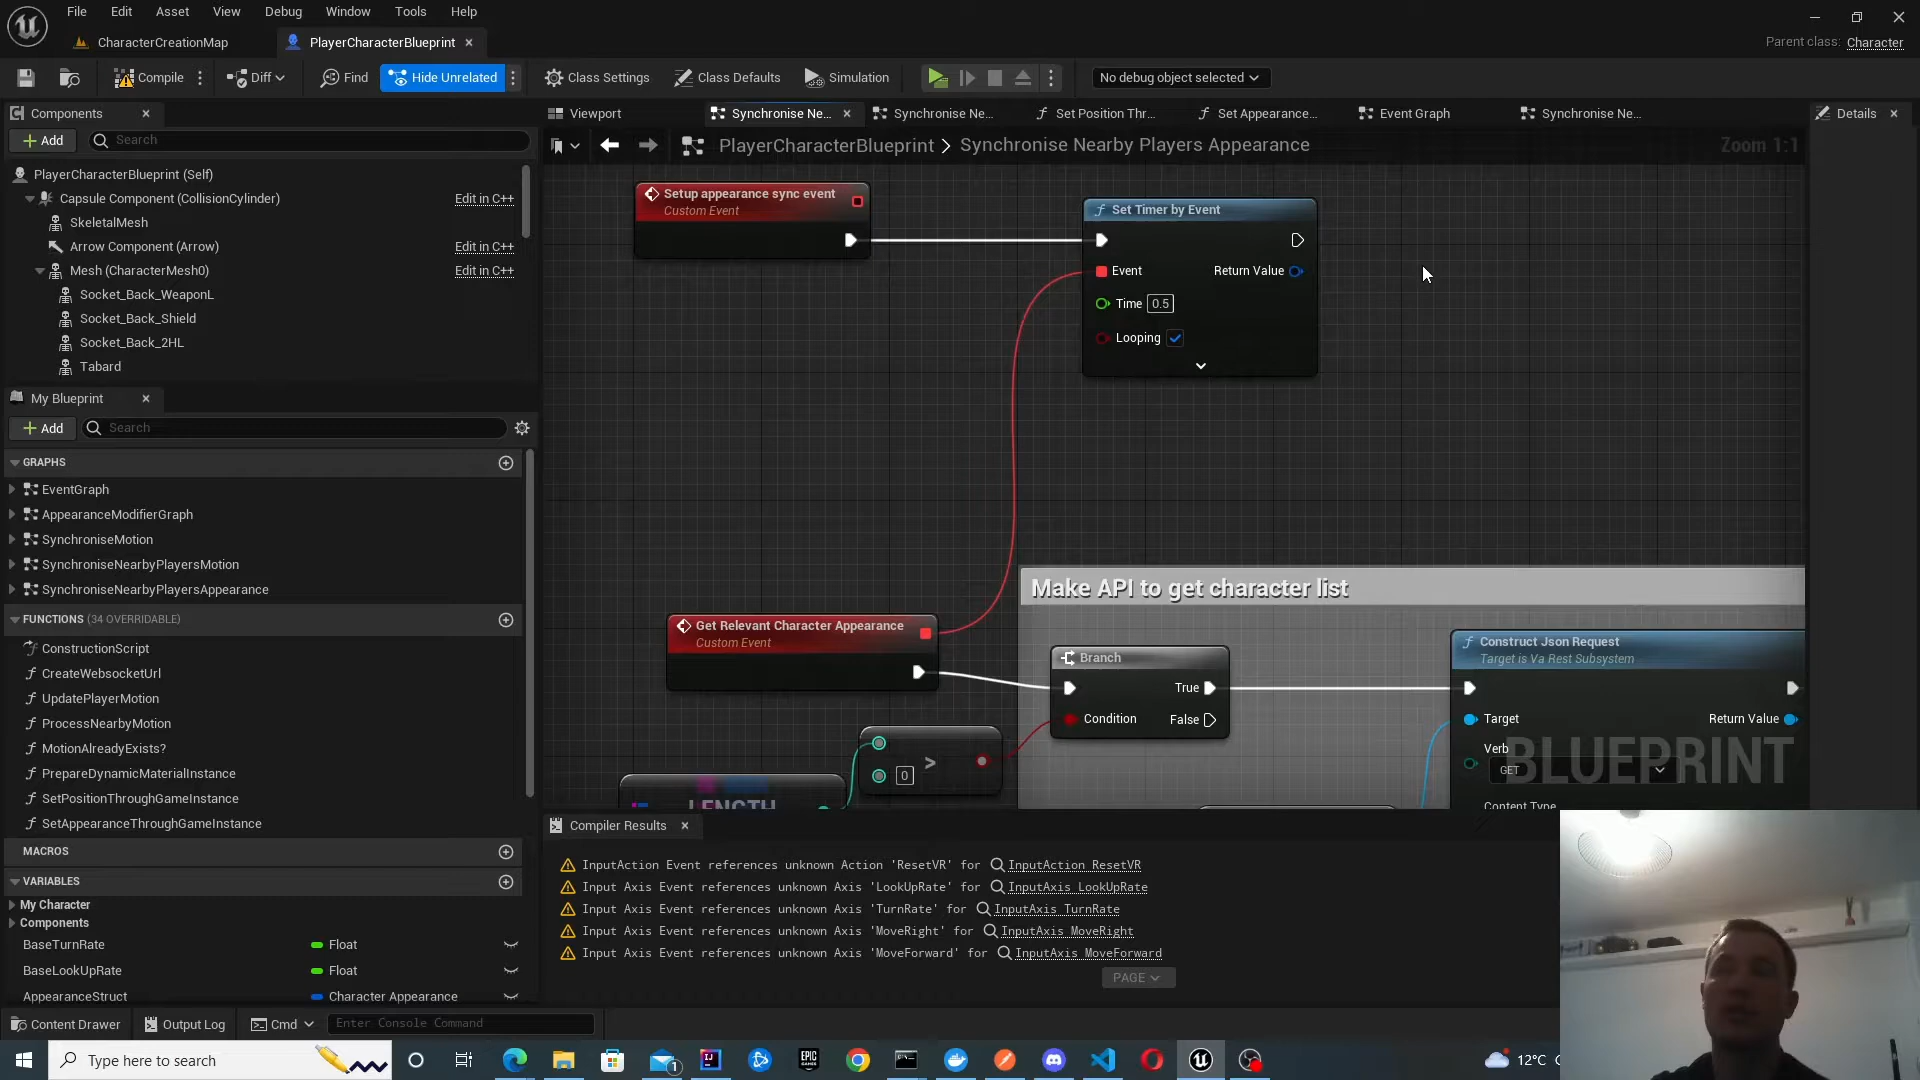 File Edit Asset View Debug Window Tools Help
CharacterCreationMap PlayerCharacterBlueprint
Parent class: Character
Compile Diff Find Hide Unrelated Class Settings Class Defaults Simulation No debug object selected
Components
Add Search
PlayerCharacterBlueprint (Self)
Capsule Component (CollisionCylinder) Edit in C++
SkeletalMesh
Arrow Component (Arrow) Edit in C++
Mesh (CharacterMesh0) Edit in C++
Socket_Back_WeaponL
Socket_Back_Shield
Socket_Back_2HL
Tabard
My Blueprint
Add Search
GRAPHS
EventGraph
AppearanceModifierGraph
SynchroniseMotion
SynchroniseNearbyPlayersMotion
SynchroniseNearbyPlayersAppearance
FUNCTIONS (34 OVERRIDABLE)
ConstructionScript
CreateWebsocketUrl
UpdatePlayerMotion
ProcessNearbyMotion
MotionAlreadyExists?
PrepareDynamicMaterialInstance
SetPositionThroughGameInstance
SetAppearanceThroughGameInstance
MACROS
VARIABLES
My Character
Components
BaseTurnRate Float
BaseLookUpRate Float
AppearanceStruct Character Appearance
Viewport Synchronise Ne... Synchronise Ne... Set Position Thr... Set Appearance... Event Graph Synchronise Ne... Details
PlayerCharacterBlueprint > Synchronise Nearby Players Appearance
Zoom 1:1
Setup appearance sync event
Custom Event
Set Timer by Event
Event Return Value
Time 0.5
Looping
Make API to get character list
Get Relevant Character Appearance
Custom Event
Branch
True
Condition False
Construct Json Request
Target is Va Rest Subsystem
Target Return Value
Verb
GET
Content Type
BLUEPRINT
0 >
LENGTH
Compiler Results
InputAction Event references unknown Action 'ResetVR' for InputAction ResetVR
Input Axis Event references unknown Axis 'LookUpRate' for InputAxis LookUpRate
Input Axis Event references unknown Axis 'TurnRate' for InputAxis TurnRate
Input Axis Event references unknown Axis 'MoveRight' for InputAxis MoveRight
Input Axis Event references unknown Axis 'MoveForward' for InputAxis MoveForward
PAGE
Content Drawer Output Log Cmd Enter Console Command
Type here to search
EPIC GAMES
1
12°C